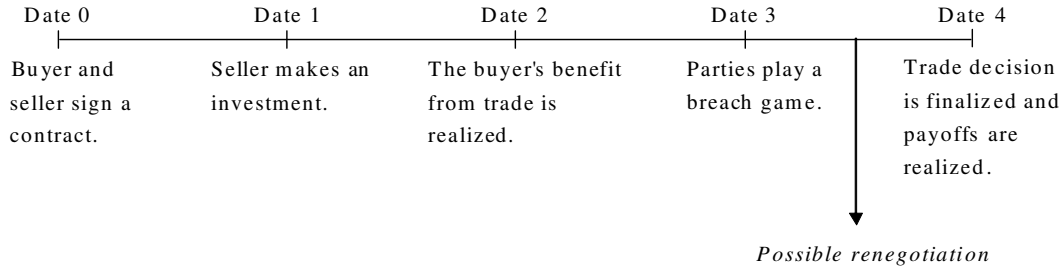 Date 0 Date 1 Date 2 Date 3 Date 4
Buyer and
seller sign a
contract.
Seller makes an
investment.
The buyer's benefit
from trade is
realized.
Parties play a
breach game.
Trade decision
is finalized and
payoffs are
realized.
Possible renegotiation